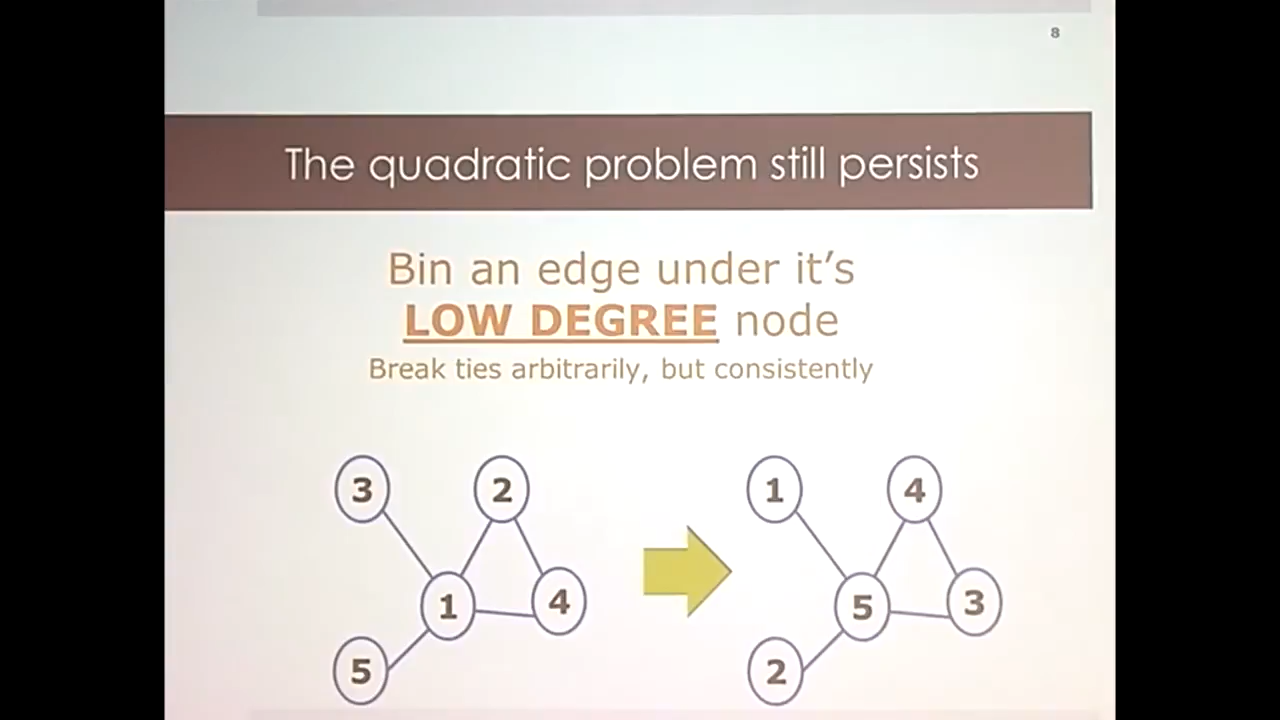 8
The quadratic problem still persists
Bin an edge under it's
LOW DEGREE node
Break ties arbitrarily, but consistently
3 2 1 4
1 4 5 3
5 2